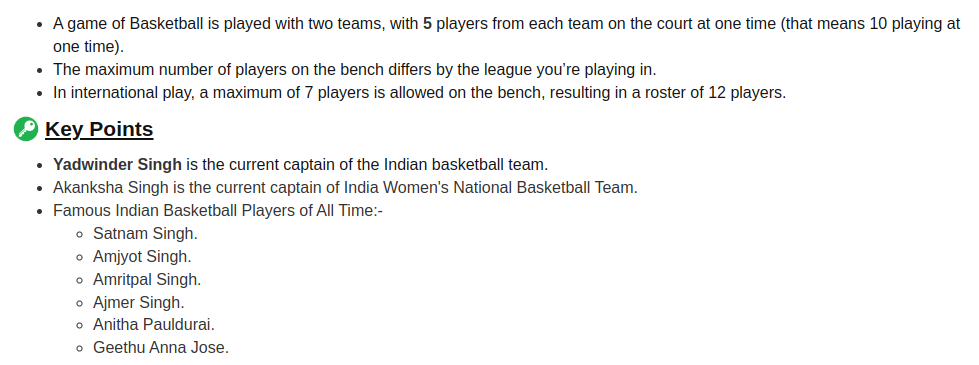 A game of Basketball is played with two teams, with 5 players from each team on the court at one time (that means 10 playing at
one time).
The maximum number of players on the bench differs by the league you're playing in.
In international play, a maximum of 7 players is allowed on the bench, resulting in a roster of 12 players.
Key Points
Yadwinder Singh is the current captain of the Indian basketball team.
Akanksha Singh is the current captain of India Women's National Basketball Team.
Famous Indian Basketball Players of All Time:-
Satnam Singh.
Amjyot Singh.
Amritpal Singh.
Ajmer Singh.
Anitha Pauldurai.
Geethu Anna Jose.